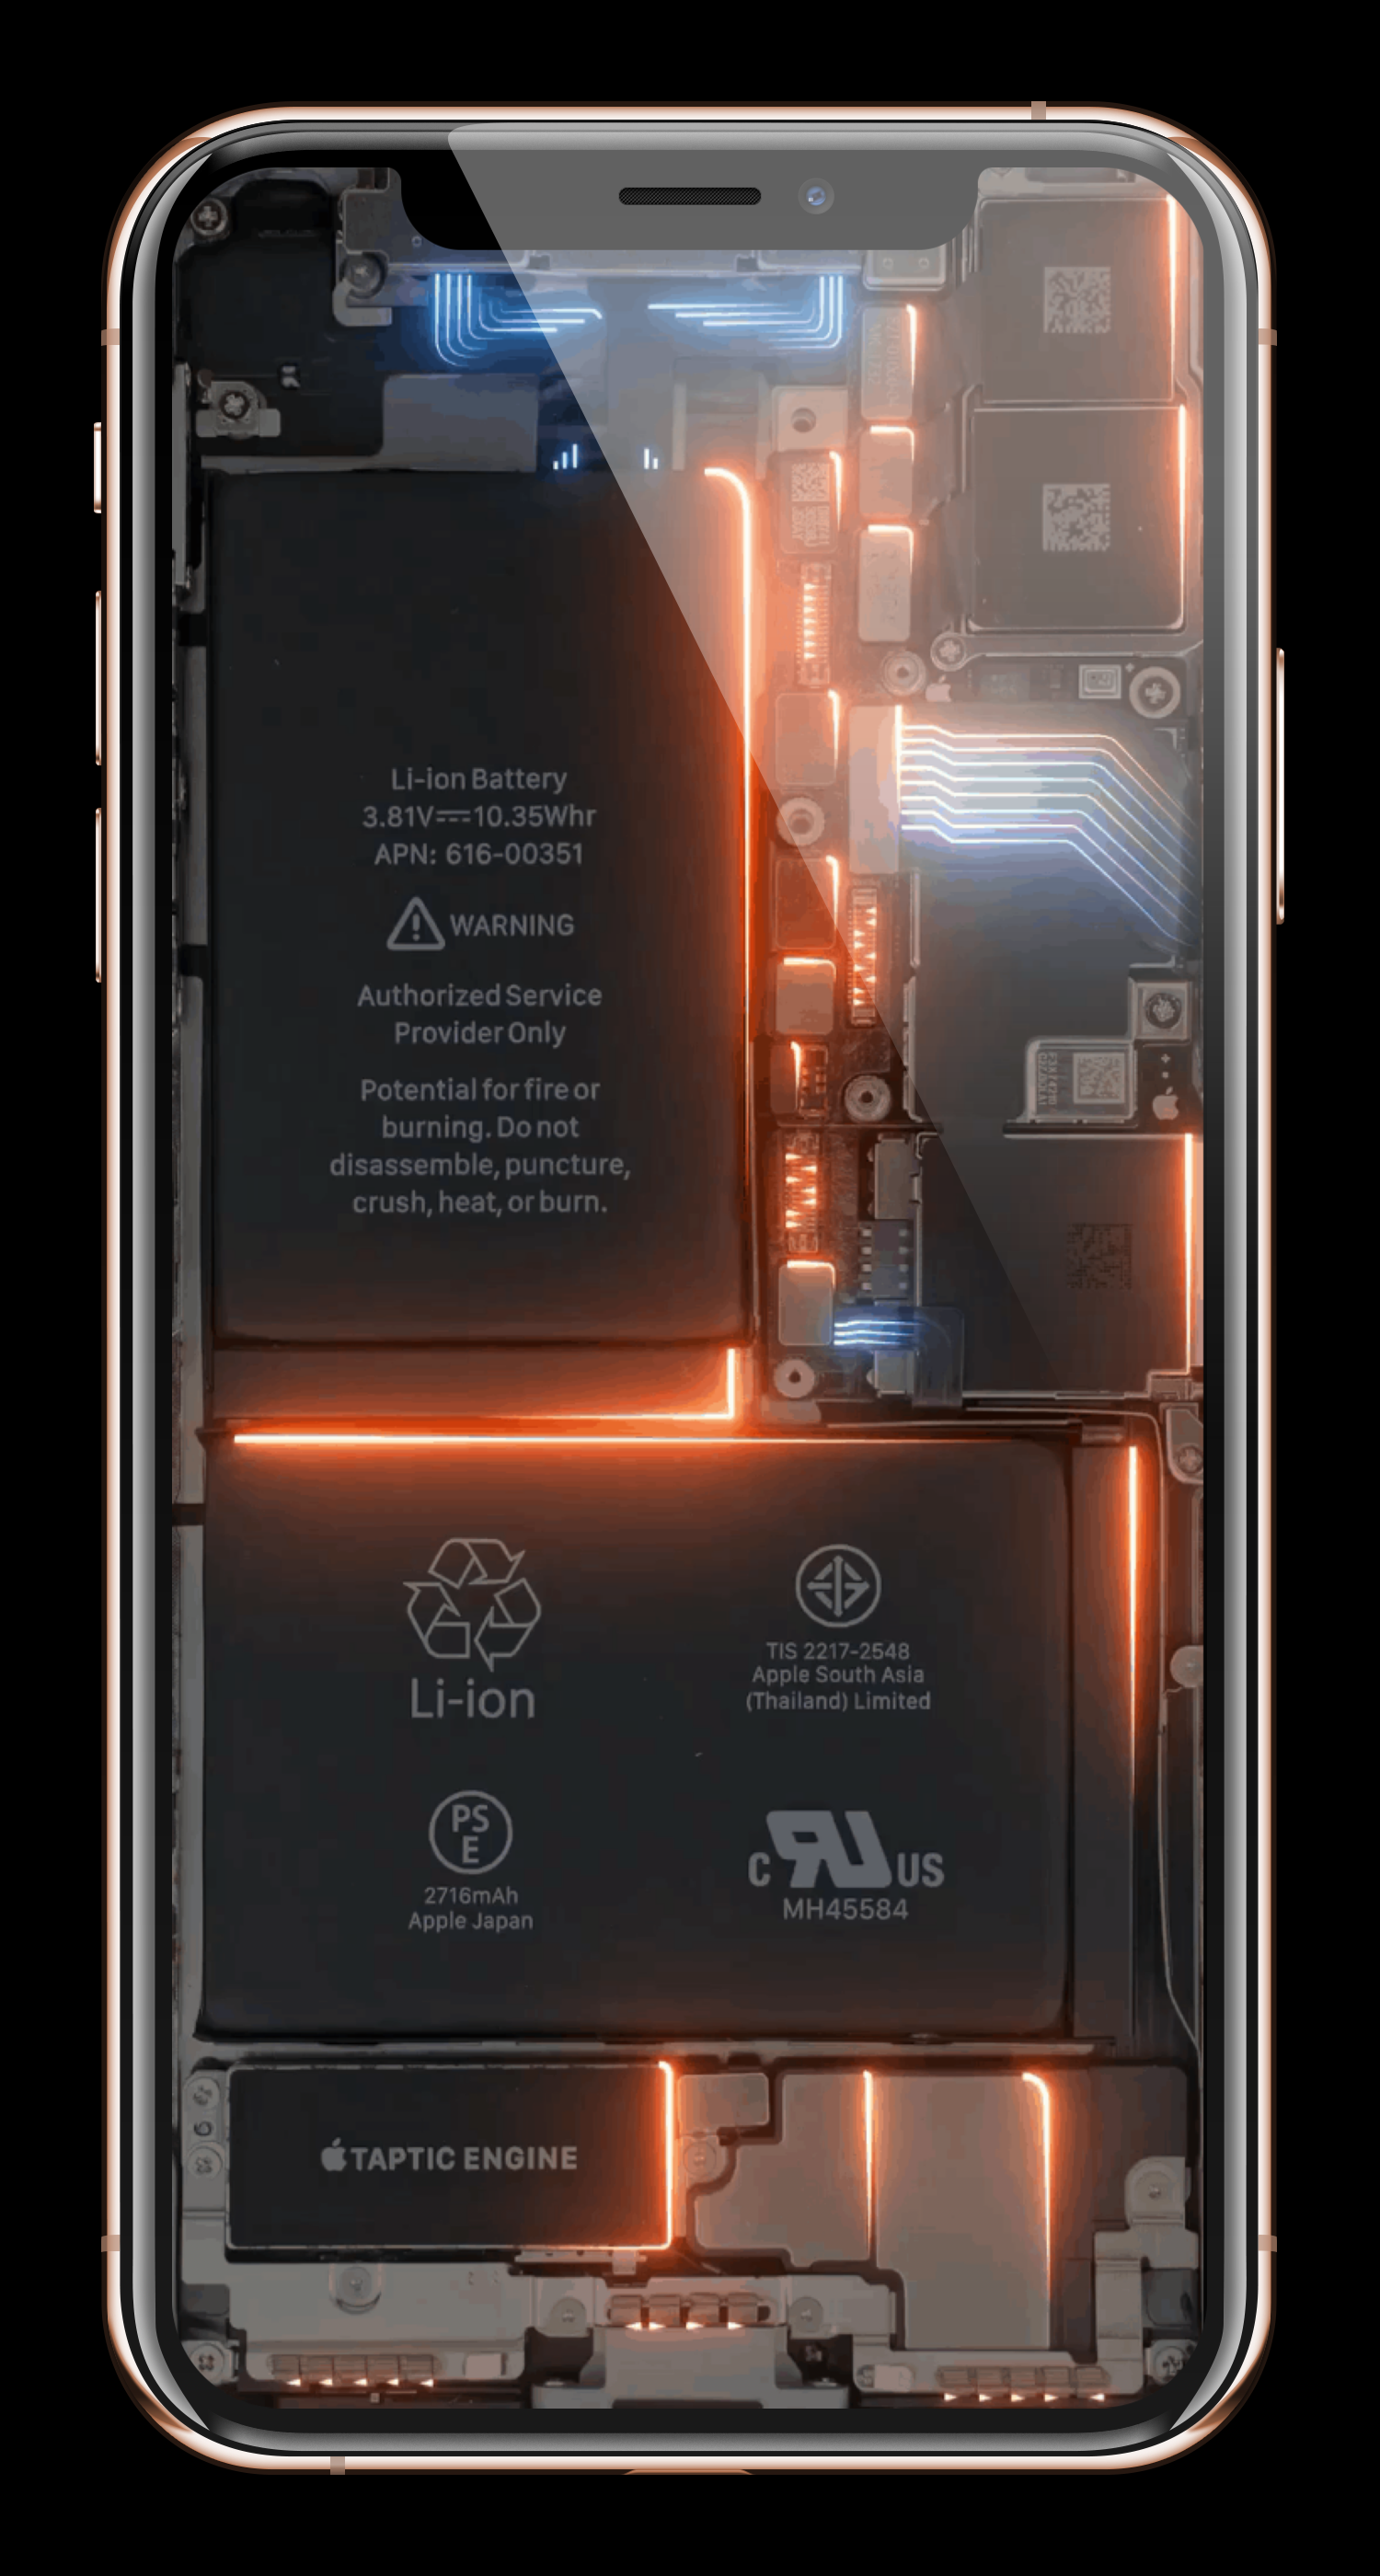 Li-ion Battery
3.81V⎓10.35Whr
APN: 616-00351
WARNING
Authorized Service
Provider Only
Potential for fire or
burning. Do not
disassemble, puncture,
crush, heat, or burn.
Li-ion
TIS 2217-2548
Apple South Asia
(Thailand) Limited
PS
E
2716mAh
Apple Japan
C RU US
MH45584
TAPTIC ENGINE